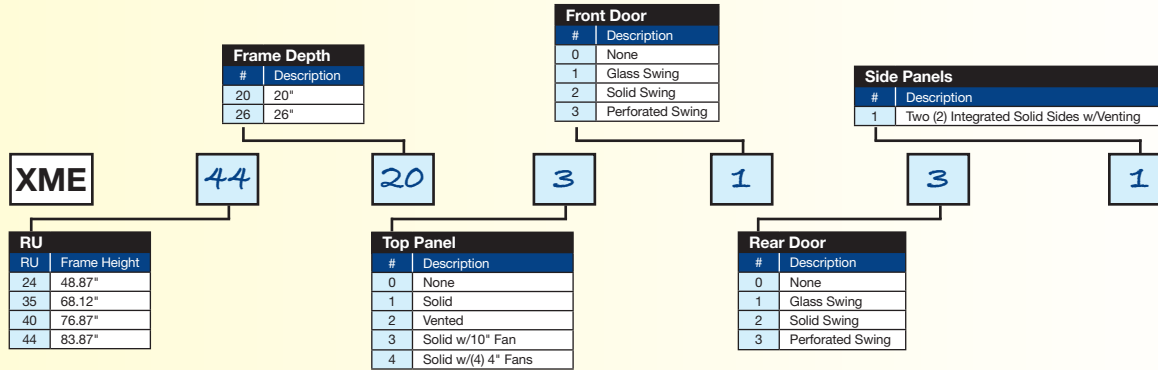 Front Door
# Description
0 None
1 Glass Swing
2 Solid Swing
3 Perforated Swing
Frame Depth
# Description
20 20"
26 26"
Side Panels
# Description
1 Two (2) Integrated Solid Sides w/Venting
XME 44 20 3 1 3 1
RU
RU Frame Height
24 48.87"
35 68.12"
40 76.87"
44 83.87"
Top Panel
# Description
0 None
1 Solid
2 Vented
3 Solid w/10" Fan
4 Solid w/(4) 4" Fans
Rear Door
# Description
0 None
1 Glass Swing
2 Solid Swing
3 Perforated Swing